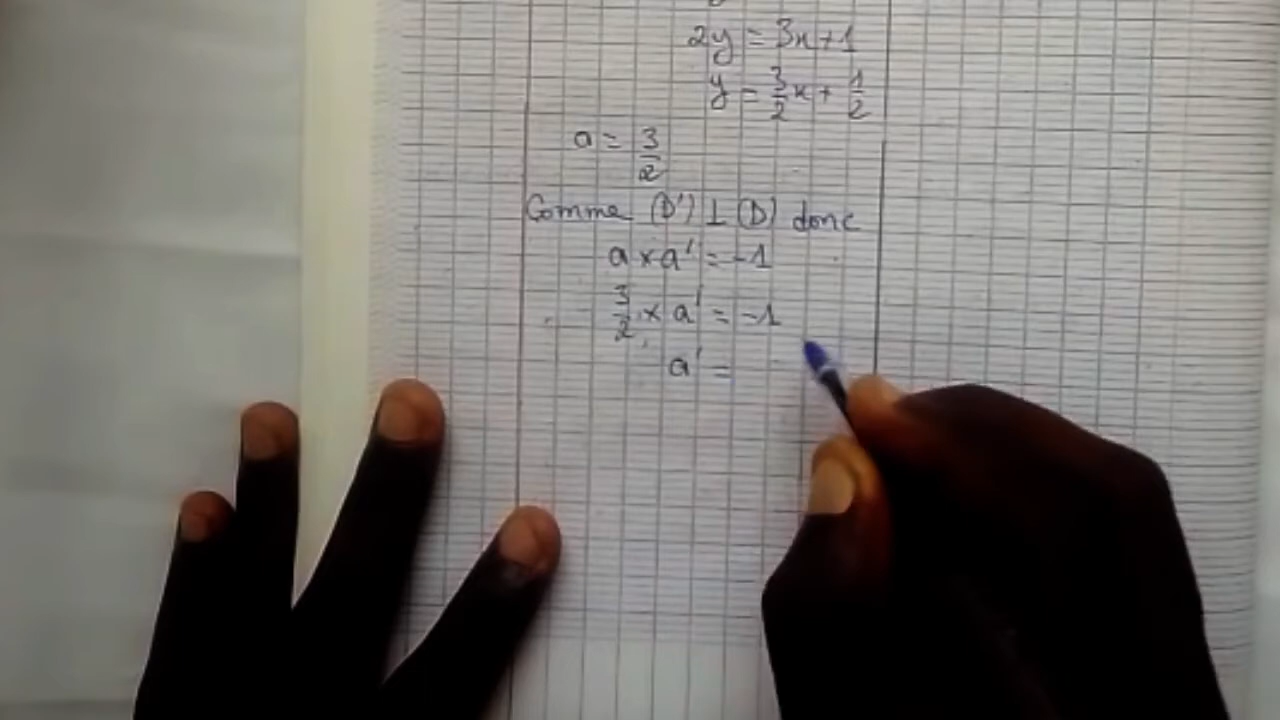 2y = 3x + 1
y = 3/2 x + 1/2
a = 3/2
Comme (D') ⊥ (D) donc
a × a' = -1
3/2 × a' = -1
a' =